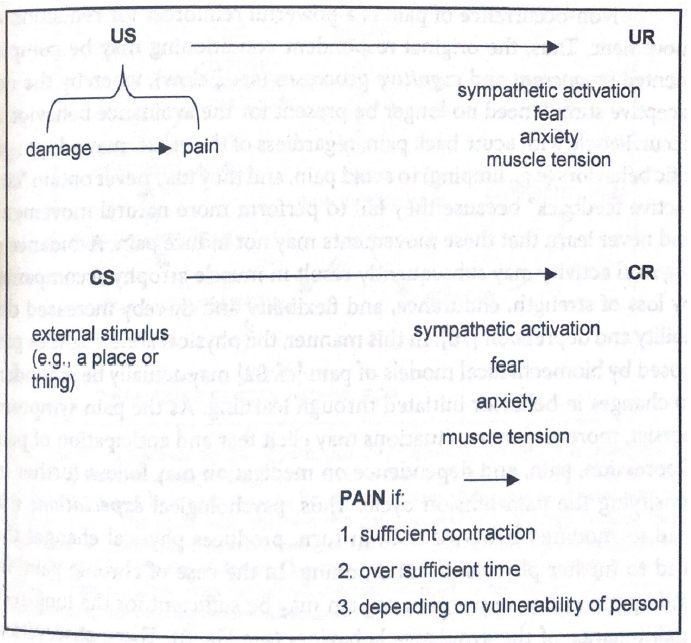 US
UR
damage
pain
sympathetic activation
fear
anxiety
muscle tension
CS
CR
external stimulus
(e.g., a place or
thing)
sympathetic activation
fear
anxiety
muscle tension
PAIN if:
1. sufficient contraction
2. over sufficient time
3. depending on vulnerability of person